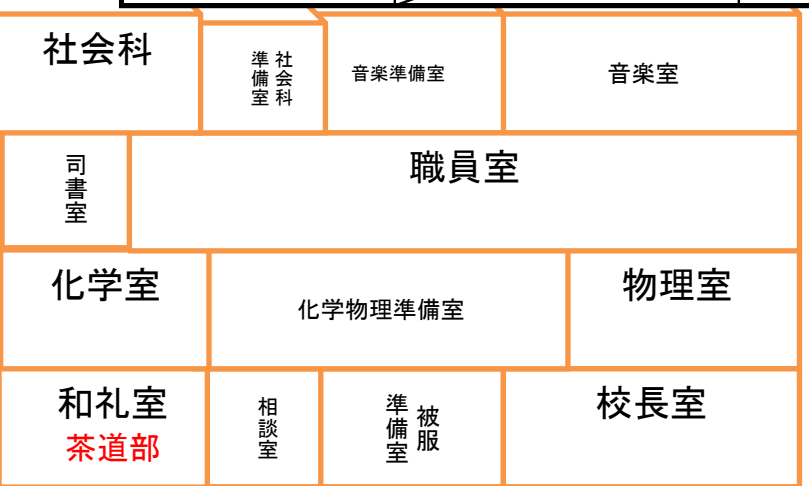 社会科
社会科
準備室
音楽準備室
音楽室
司書室
職員室
化学室
化学物理準備室
物理室
和礼室
茶道部
相談室
被服
準備室
校長室